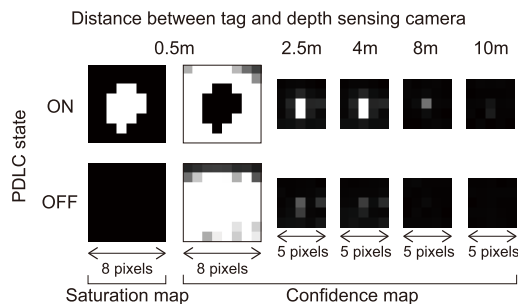 Distance between tag and depth sensing camera
0.5m 2.5m 4m 8m 10m
PDLC state
ON
OFF
8 pixels 8 pixels 5 pixels 5 pixels 5 pixels 5 pixels
Saturation map Confidence map